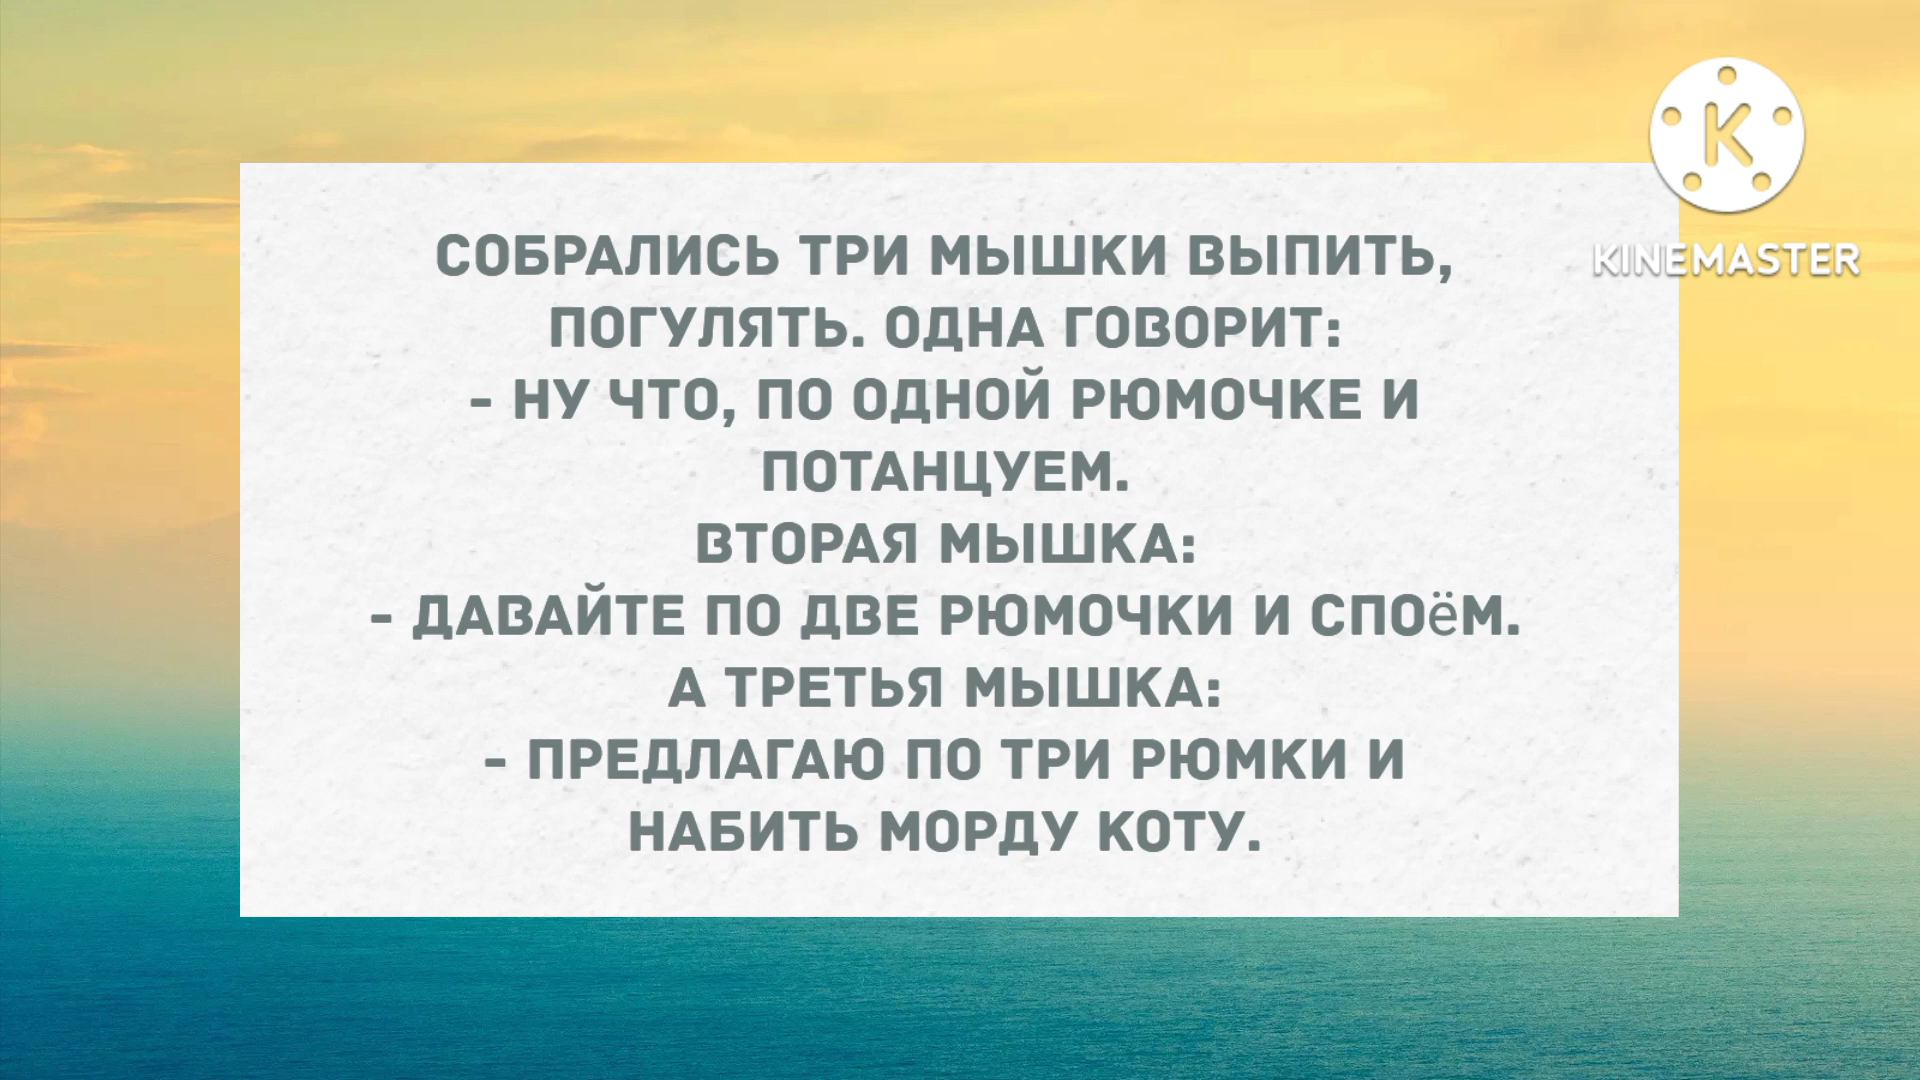 СОБРАЛИСЬ ТРИ МЫШКИ ВЫПИТЬ,
ПОГУЛЯТЬ. ОДНА ГОВОРИТ:
- НУ ЧТО, ПО ОДНОЙ РЮМОЧКЕ И
ПОТАНЦУЕМ.
ВТОРАЯ МЫШКА:
- ДАВАЙТЕ ПО ДВЕ РЮМОЧКИ И СПОёМ.
А ТРЕТЬЯ МЫШКА:
- ПРЕДЛАГАЮ ПО ТРИ РЮМКИ И
НАБИТЬ МОРДУ КОТУ.
K
KINEMASTER